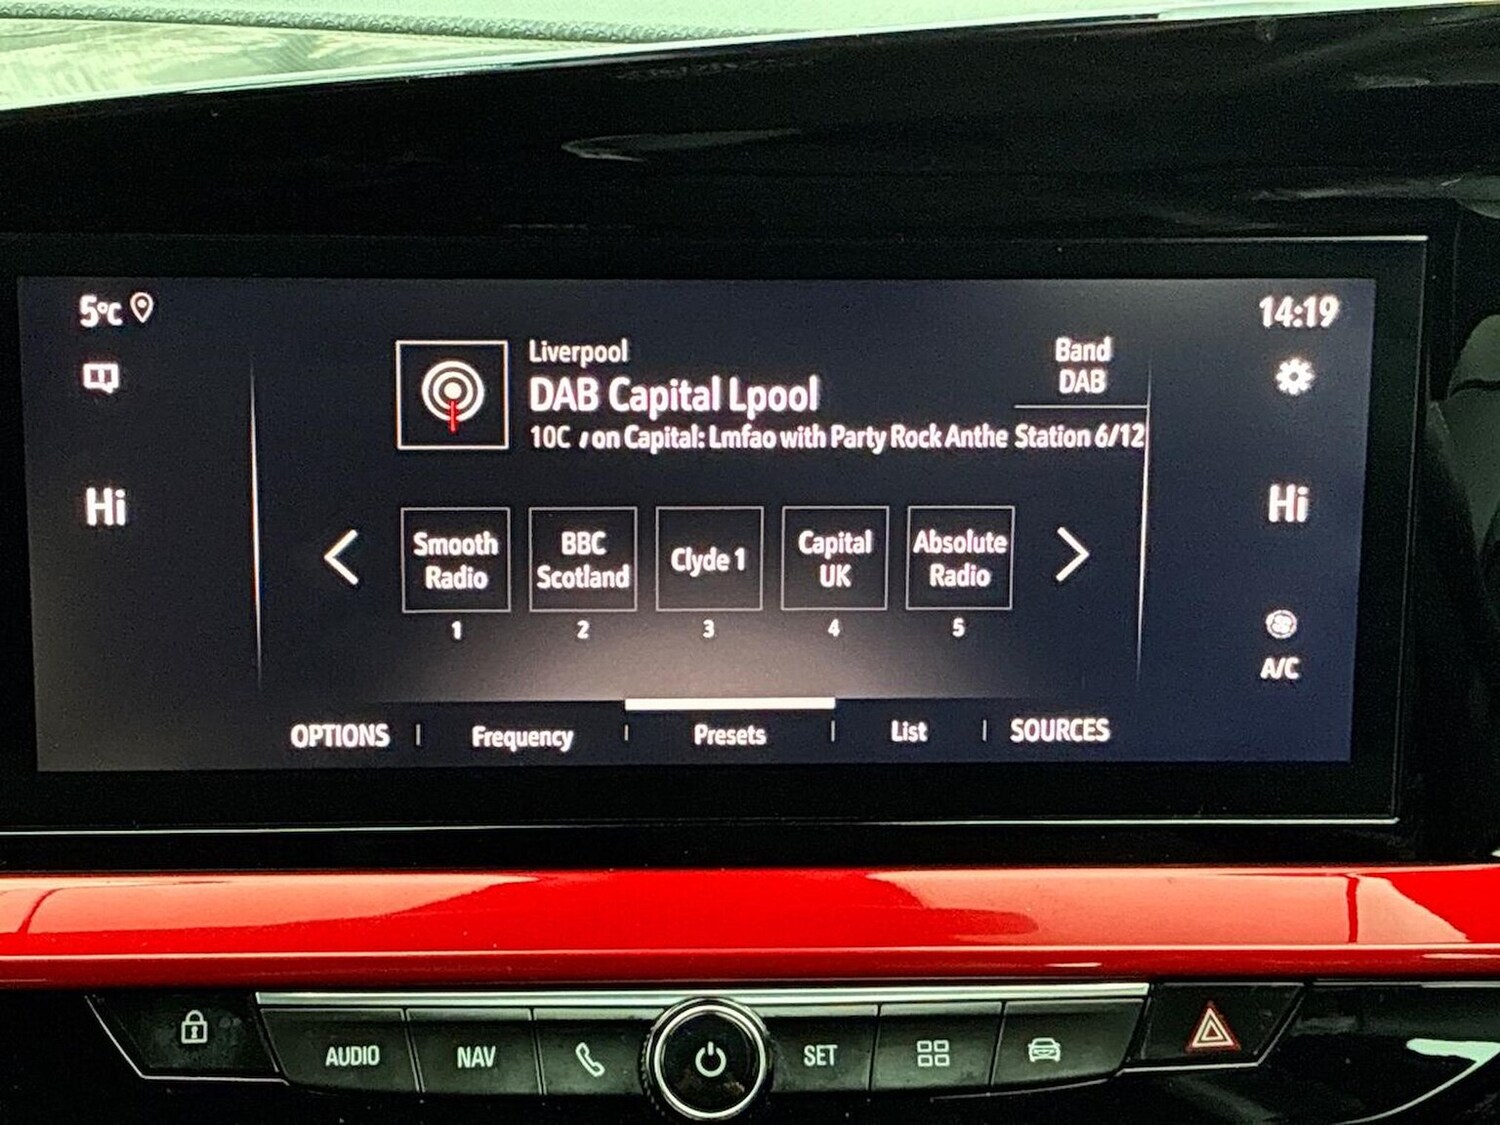 5°C
14:19
Liverpool
DAB Capital Lpool
10C on Capital: Lmfao with Party Rock Anthe Station 6/12
Band
DAB
Hi
Hi
Smooth
Radio
1
BBC
Scotland
2
Clyde 1
3
Capital
UK
4
Absolute
Radio
5
A/C
OPTIONS
Frequency
Presets
List
SOURCES
AUDIO
NAV
SET